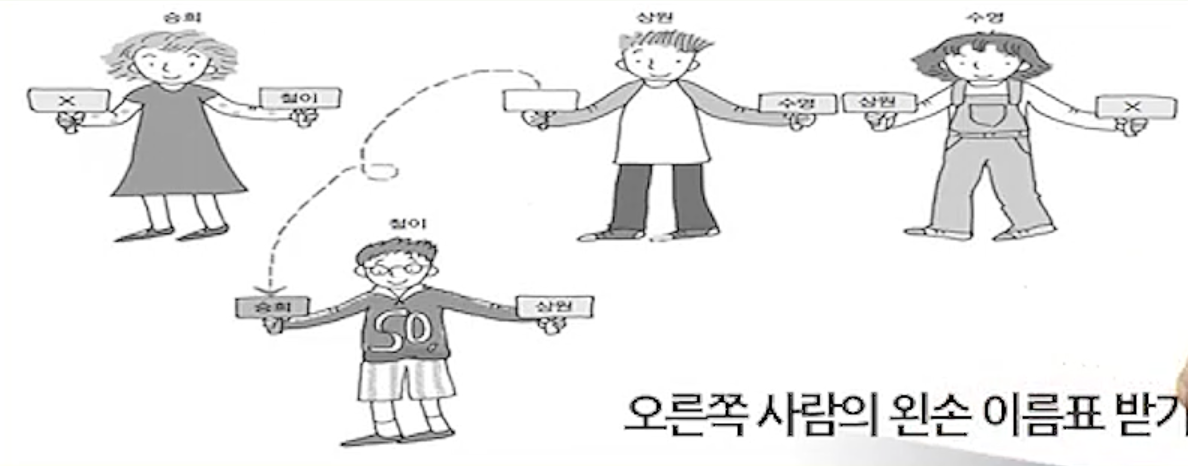 승희 상원 수영
X 철이 수영 상원 X
철이
승희 상원
SO,
오른쪽 사람의 왼손 이름표 받기